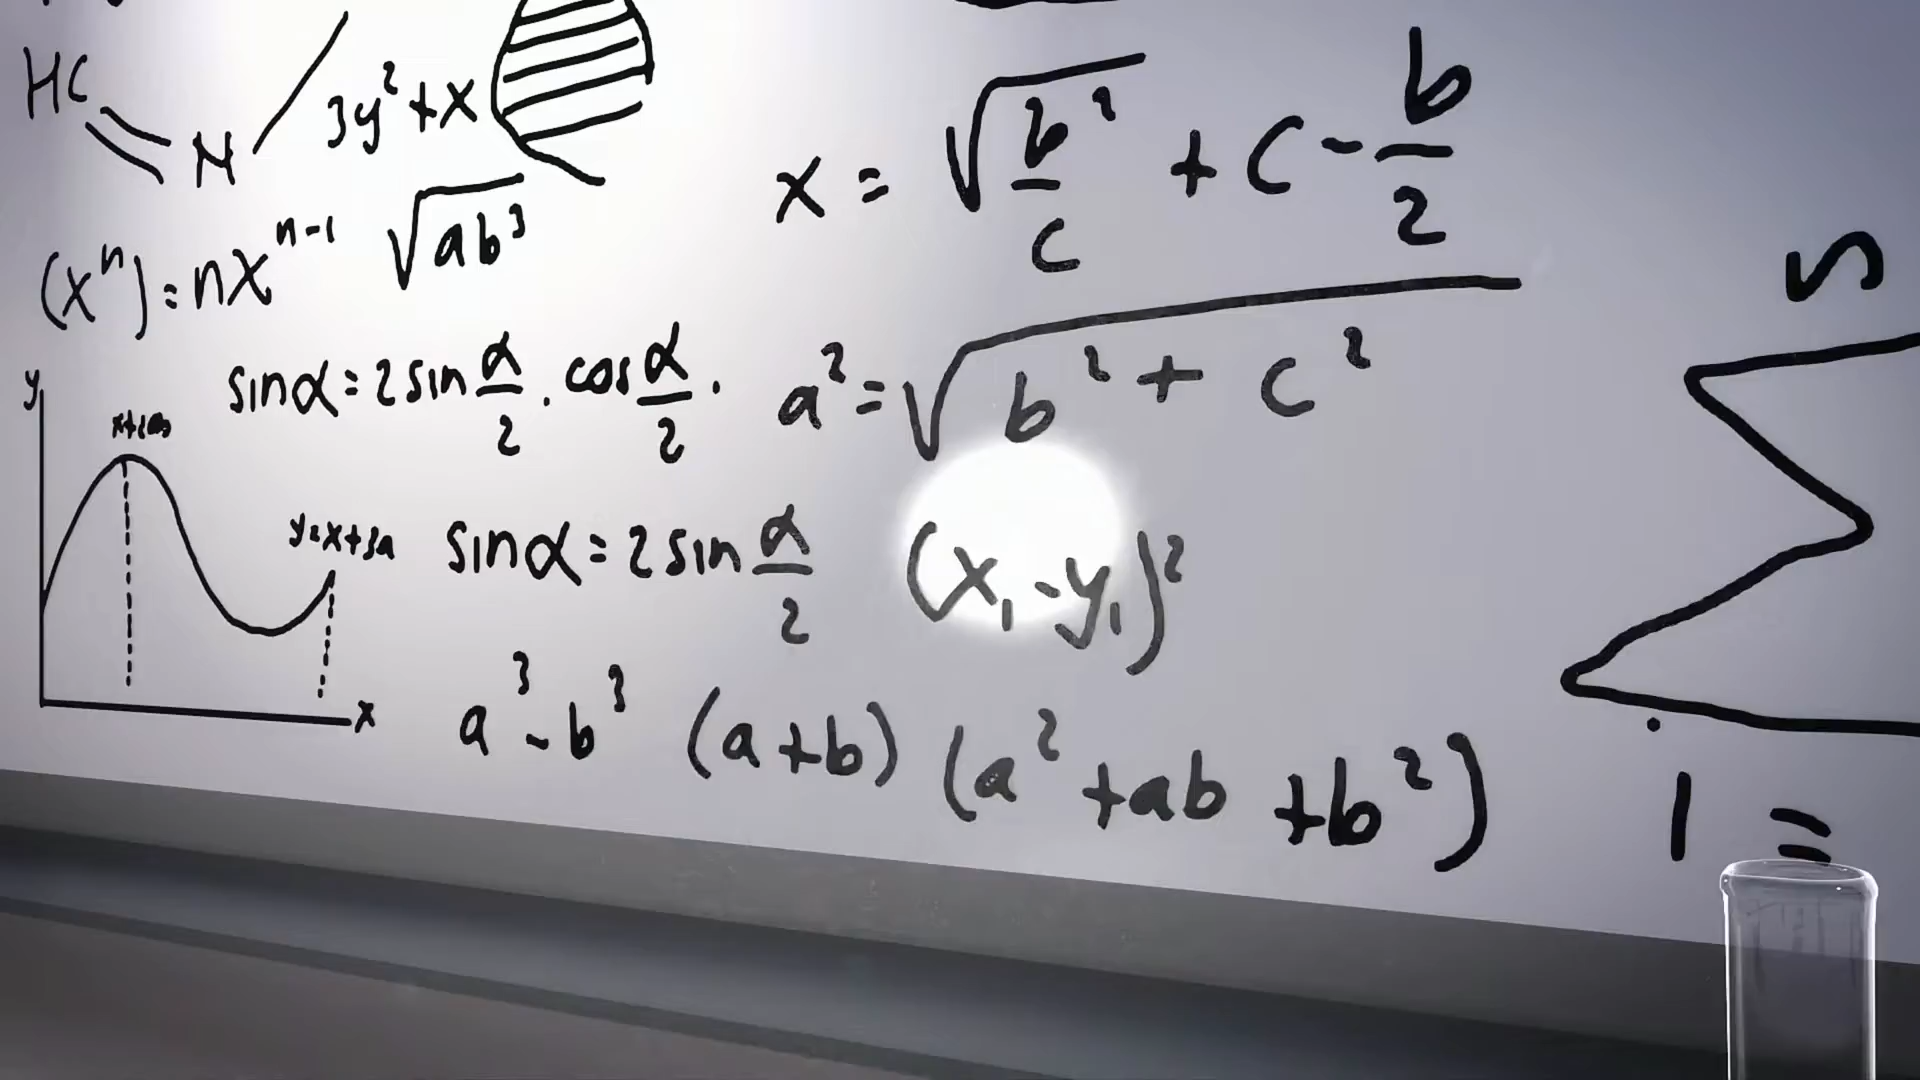 HC
N
3y²+x
(xⁿ)=nxⁿ⁻¹ √ab³
x = √b²/c + c - b/2
sinα=2sin α/2 . cos α/2 .
a²=√b²+c²
y
y=x+3a
x
sinα=2sin α/2
(x₁-y₁)²
a³-b³ (a+b) (a²+ab+b²)
S
1 =